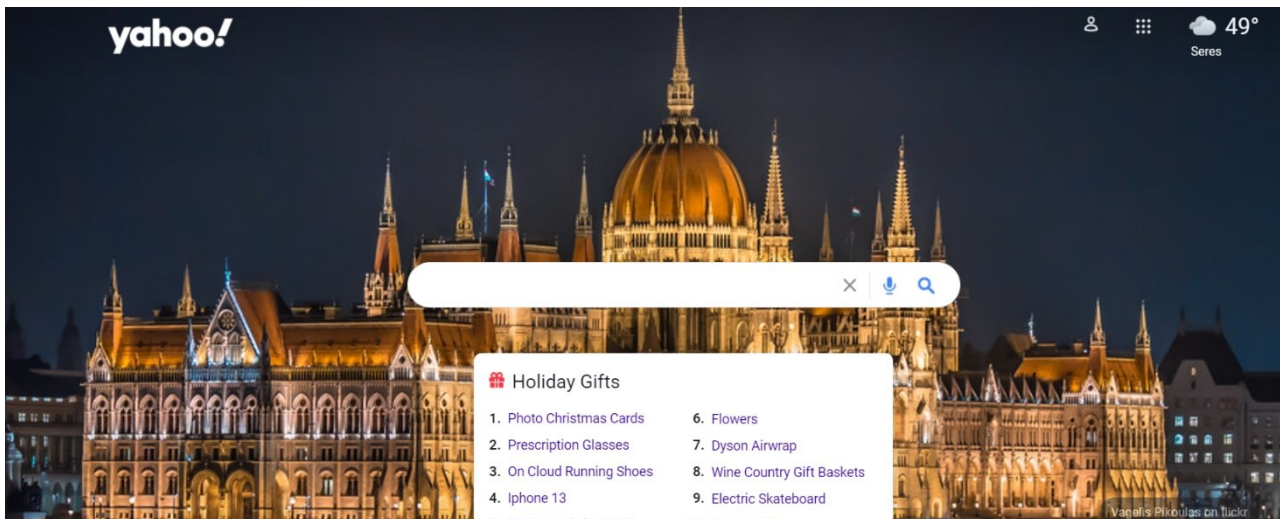 yahoo!
49°
Seres
Holiday Gifts
1. Photo Christmas Cards
2. Prescription Glasses
3. On Cloud Running Shoes
4. Iphone 13
6. Flowers
7. Dyson Airwrap
8. Wine Country Gift Baskets
9. Electric Skateboard
Vagelis Pikoulas on flickr